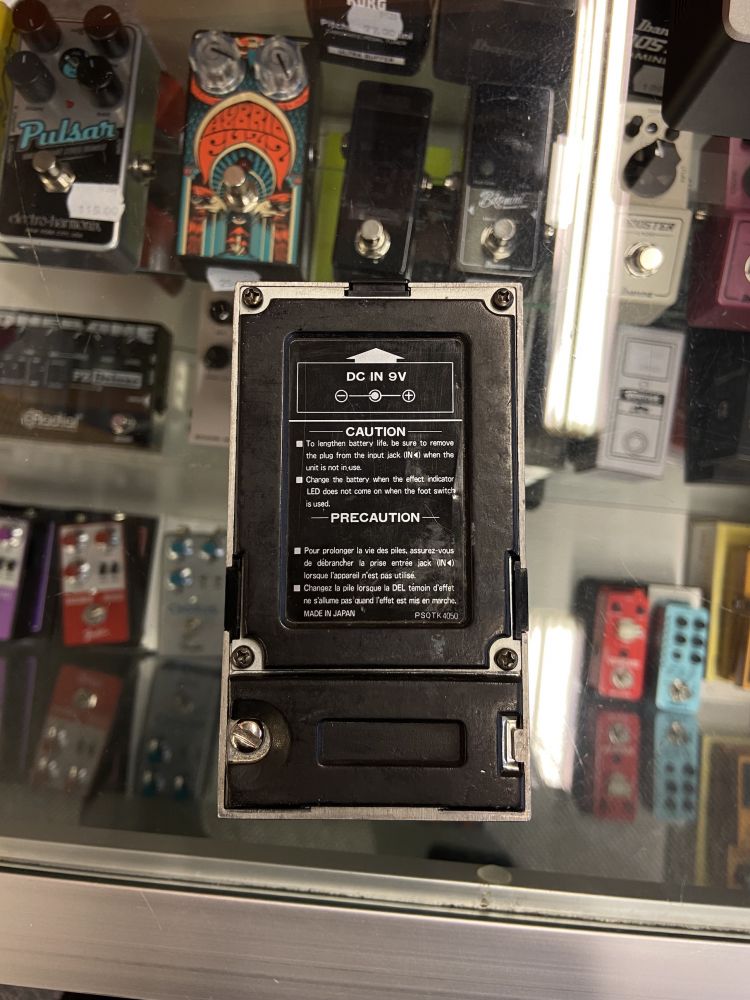 KORG
Pulsar
electro-harmonix
HYBRID
Radial
DC IN 9V
CAUTION
■ To lengthen battery life, be sure to remove
the plug from the input jack (IN◀) when the
unit is not in use.
■ Change the battery when the effect indicator
LED does not come on when the foot switch
is used.
PRECAUTION
■ Pour prolonger la vie des piles, assurez-vous
de débrancher la prise entrée jack (IN◀)
lorsque l'appareil n'est pas utilisé.
■ Changez la pile lorsque la DEL témoin d'effet
ne s'allume pas quand l'effet est mis en marche.
MADE IN JAPAN PSQTK4050